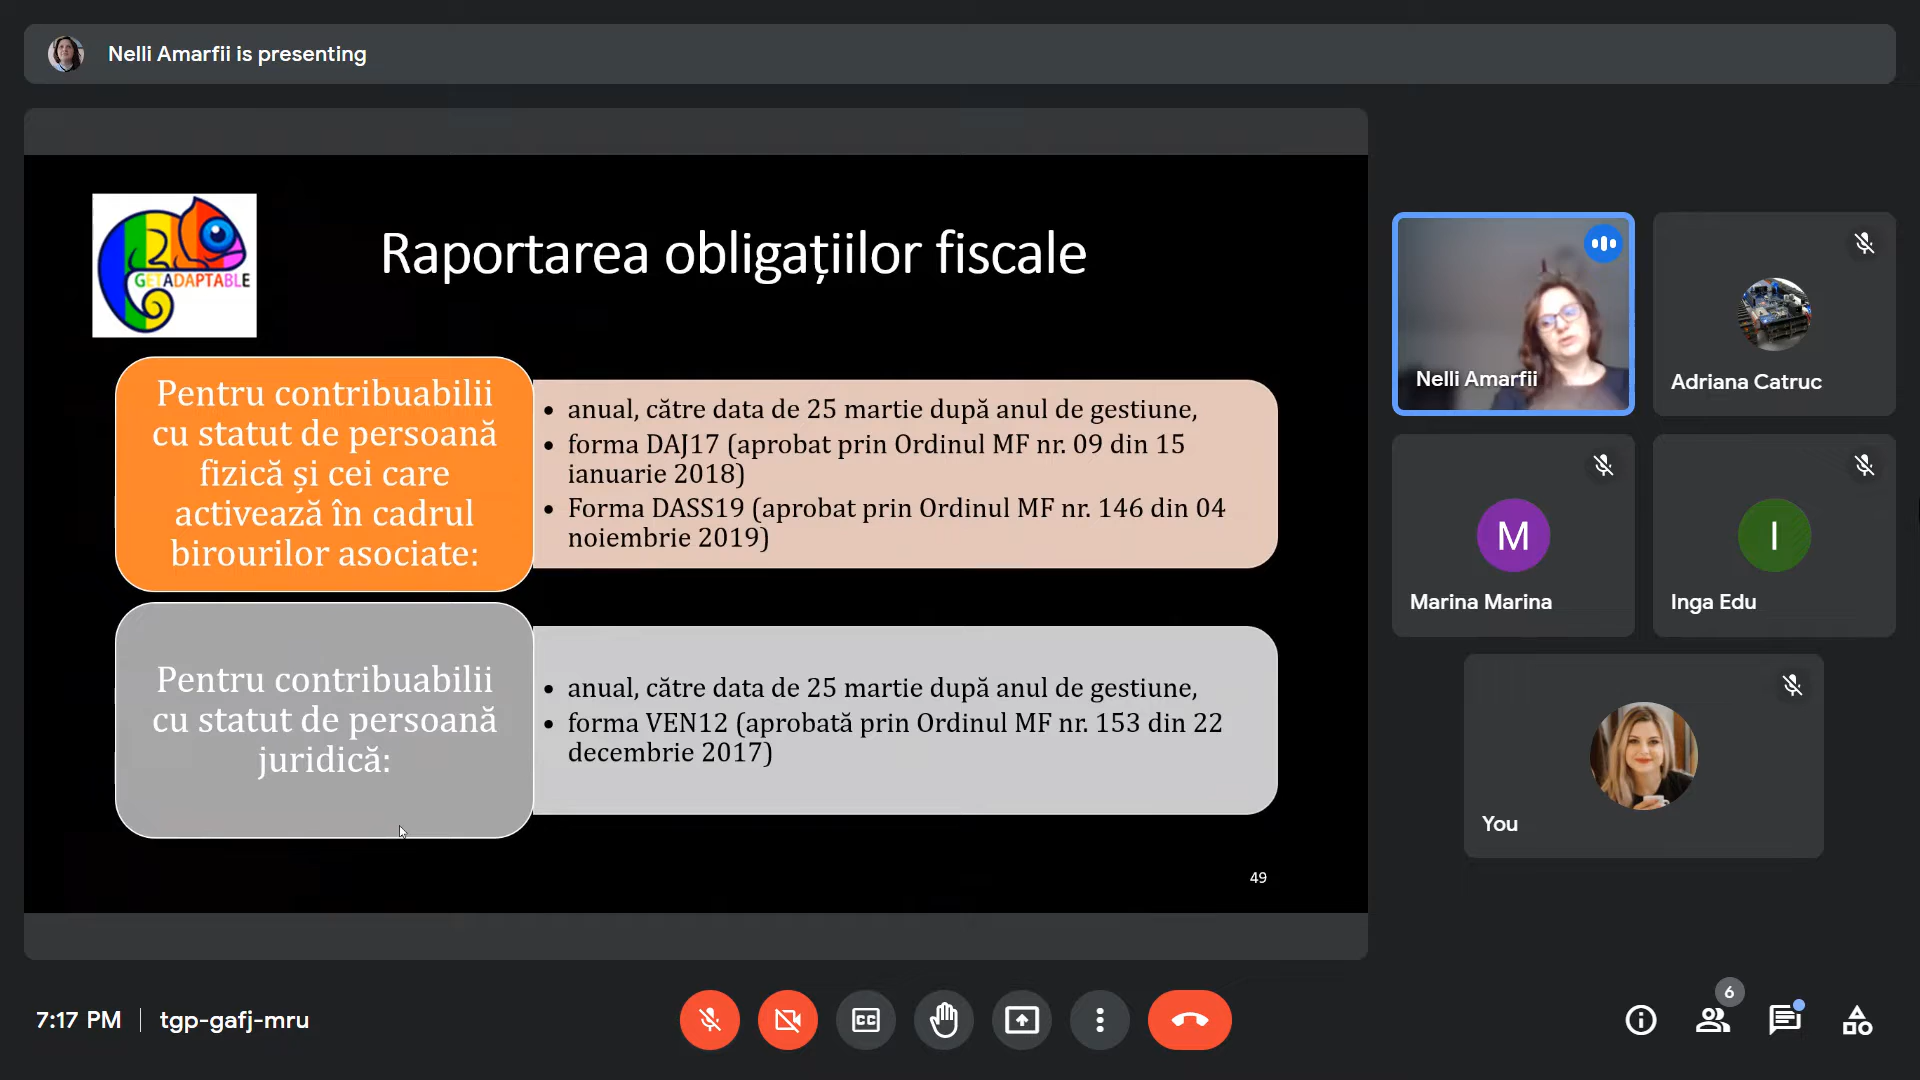 Nelli Amarfii is presenting
GETADAPTABLE
Raportarea obligațiilor fiscale
Pentru contribuabilii
cu statut de persoană
fizică și cei care
activează în cadrul
birourilor asociate:
• anual, către data de 25 martie după anul de gestiune,
• forma DAJ17 (aprobat prin Ordinul MF nr. 09 din 15
ianuarie 2018)
• Forma DASS19 (aprobat prin Ordinul MF nr. 146 din 04
noiembrie 2019)
Pentru contribuabilii
cu statut de persoană
juridică:
• anual, către data de 25 martie după anul de gestiune,
• forma VEN12 (aprobată prin Ordinul MF nr. 153 din 22
decembrie 2017)
49
Nelli Amarfii
Adriana Catruc
M
Marina Marina
I
Inga Edu
You
7:17 PM
tgp-gafj-mru
CC
6